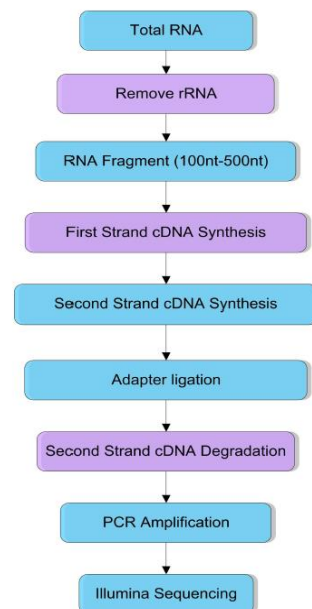 Total RNA
Remove rRNA
RNA Fragment (100nt-500nt)
First Strand cDNA Synthesis
Second Strand cDNA Synthesis
Adapter ligation
Second Strand cDNA Degradation
PCR Amplification
Illumina Sequencing